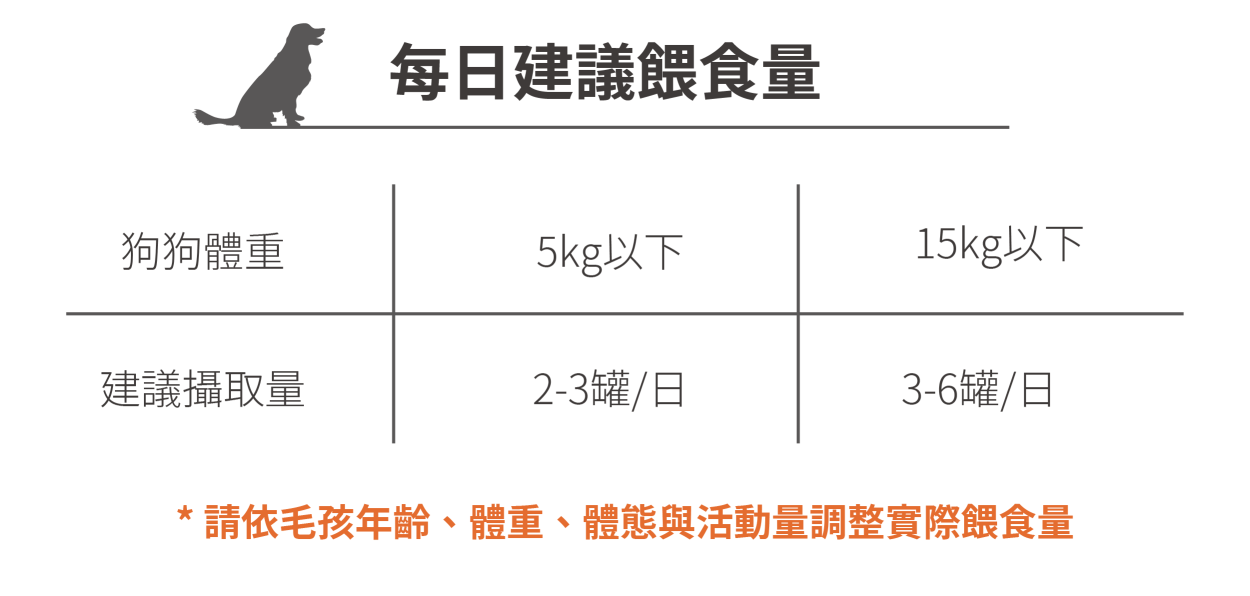 每日建議餵食量
狗狗體重 5kg以下 15kg以下
建議攝取量 2-3罐/日 3-6罐/日
* 請依毛孩年齡、體重、體態與活動量調整實際餵食量